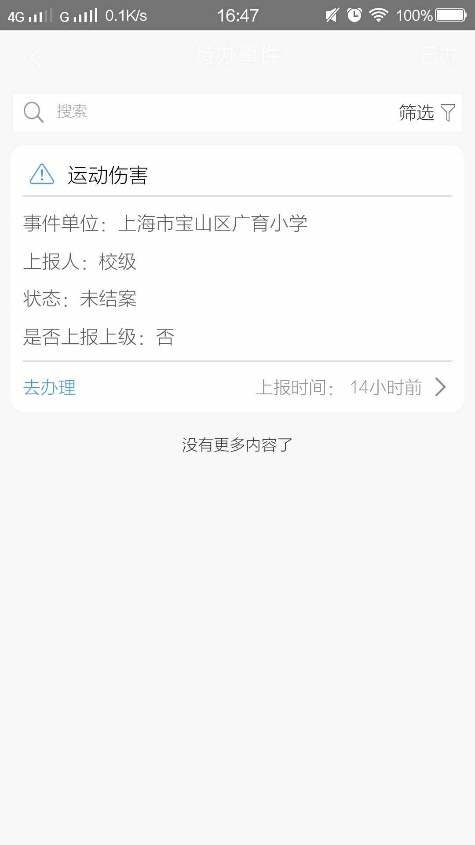 4G G 0.1K/s 16:47 100%
待办事件 已办
搜索 筛选
运动伤害
事件单位：上海市宝山区广育小学
上报人：校级
状态：未结案
是否上报上级：否
去办理 上报时间： 14小时前
没有更多内容了